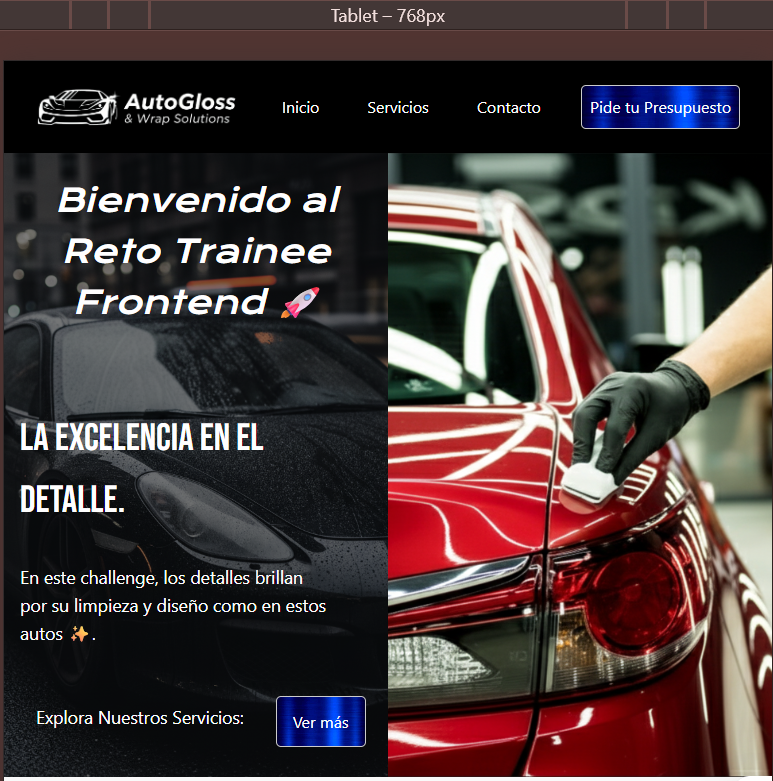 Tablet – 768px
AutoGloss
& Wrap Solutions
Inicio
Servicios
Contacto
Pide tu Presupuesto
Bienvenido al
Reto Trainee
Frontend 🚀
LA EXCELENCIA EN EL
DETALLE.
En este challenge, los detalles brillan
por su limpieza y diseño como en estos
autos ✨ .
Explora Nuestros Servicios:
Ver más